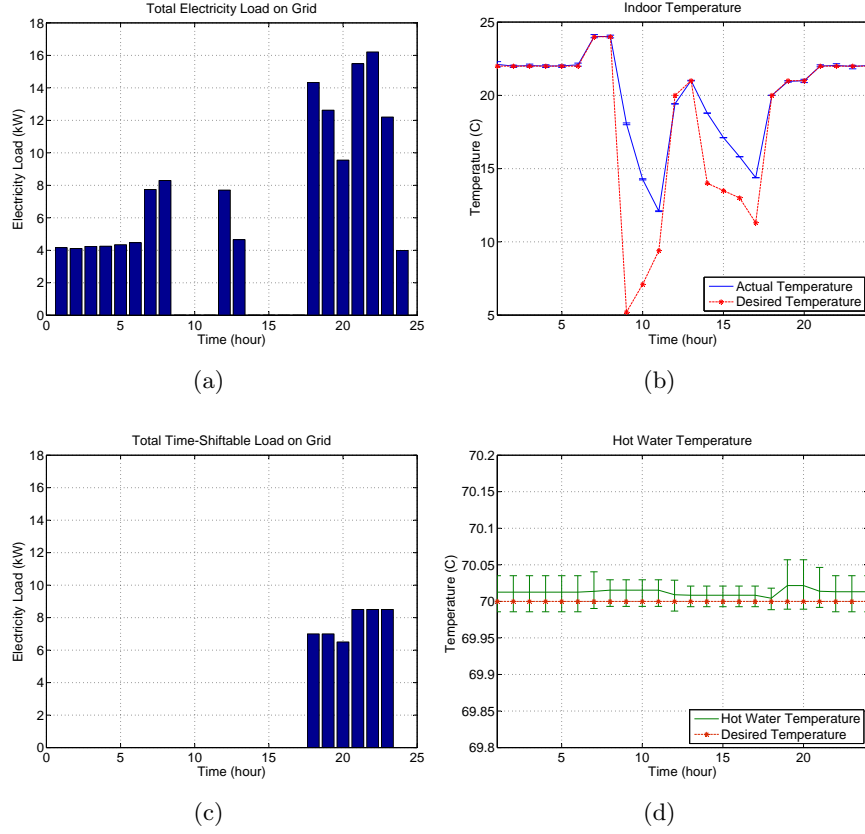 Total Electricity Load on Grid
18
16
14
12
10
8
6
4
2
0
Electricity Load (kW)
0 5 10 15 20 25
Time (hour)
(a)
Indoor Temperature
25
20
15
10
5
Temperature (C)
Actual Temperature
Desired Temperature
5 10 15 20
Time (hour)
(b)
Total Time-Shiftable Load on Grid
18
16
14
12
10
8
6
4
2
0
Electricity Load (kW)
0 5 10 15 20 25
Time (hour)
(c)
Hot Water Temperature
70.2
70.15
70.1
70.05
70
69.95
69.9
69.85
69.8
Temperature (C)
Hot Water Temperature
Desired Temperature
5 10 15 20
Time (hour)
(d)